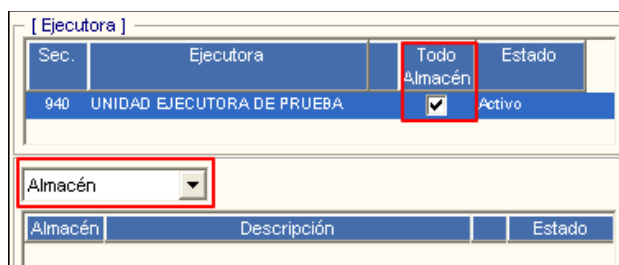 [ Ejecutora ]
Sec. Ejecutora Todo Almacén Estado
940 UNIDAD EJECUTORA DE PRUEBA Activo
Almacén
Almacén Descripción Estado